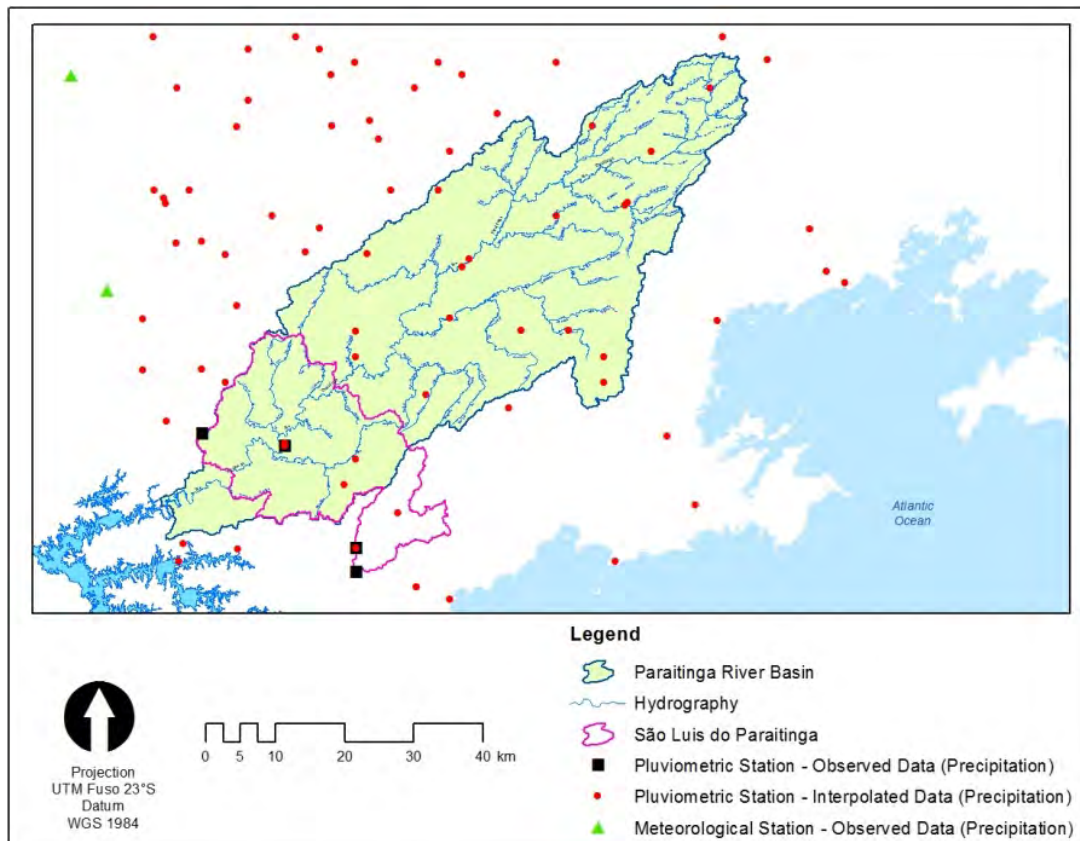 Atlantic
Ocean
Legend
Paraitinga River Basin
Hydrography
São Luis do Paraitinga
Pluviometric Station - Observed Data (Precipitation)
Pluviometric Station - Interpolated Data (Precipitation)
Meteorological Station - Observed Data (Precipitation)
0 5 10 20 30 40 km
Projection
UTM Fuso 23°S
Datum
WGS 1984